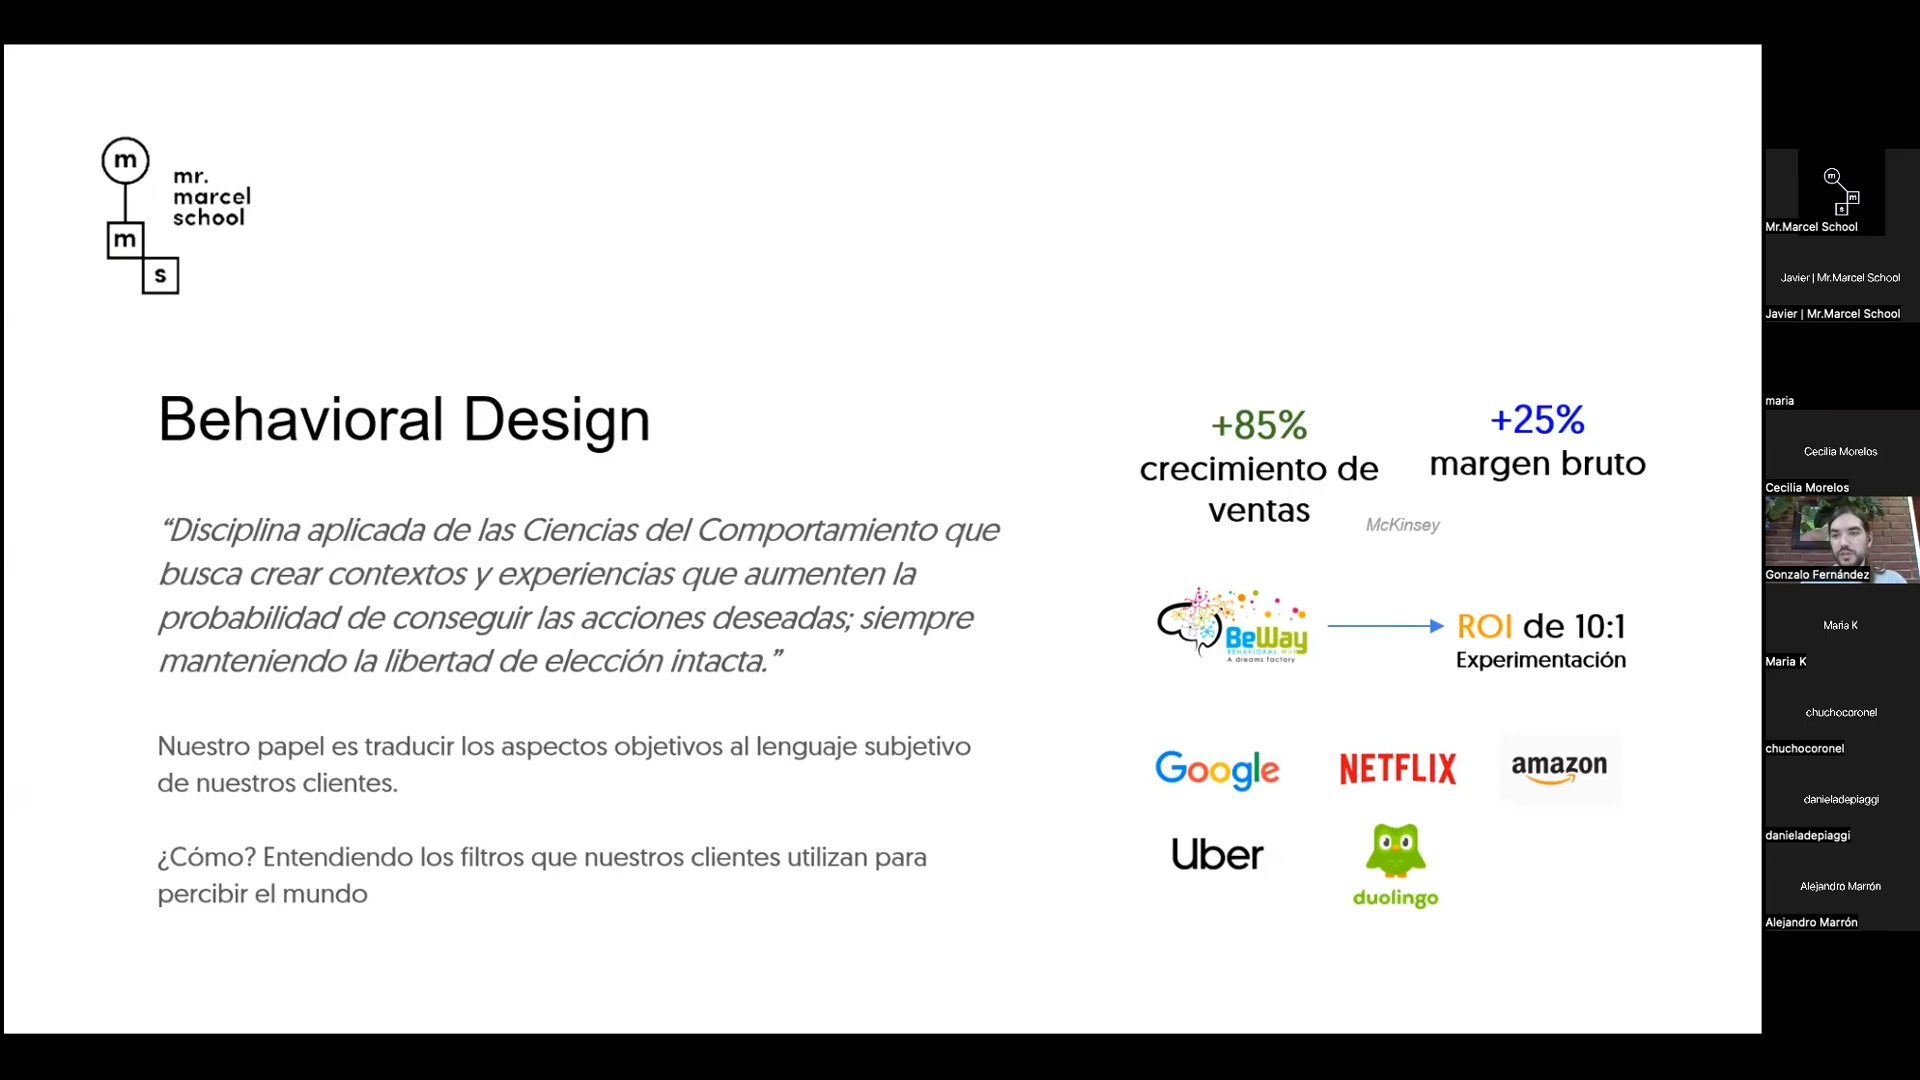 m
mr.
marcel
school
m
s
Behavioral Design
“Disciplina aplicada de las Ciencias del Comportamiento que
busca crear contextos y experiencias que aumenten la
probabilidad de conseguir las acciones deseadas; siempre
manteniendo la libertad de elección intacta.”
Nuestro papel es traducir los aspectos objetivos al lenguaje subjetivo
de nuestros clientes.
¿Cómo? Entendiendo los filtros que nuestros clientes utilizan para
percibir el mundo
+85%
crecimiento de
ventas
+25%
margen bruto
McKinsey
BeWay
BEHAVIORAL WAY
A dreams factory
ROI de 10:1
Experimentación
Google
NETFLIX
amazon
Uber
duolingo
m
m
s
Mr.Marcel School
Javier | Mr.Marcel School
Javier | Mr.Marcel School
maria
Cecilia Morelos
Cecilia Morelos
Gonzalo Fernández
Maria K
Maria K
chuchocoronel
chuchocoronel
danieladepiaggi
danieladepiaggi
Alejandro Marrón
Alejandro Marrón